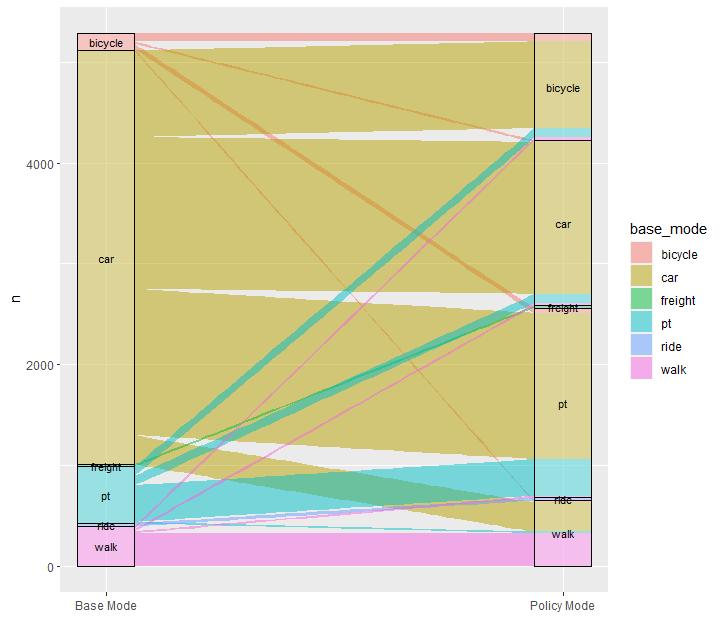 n
4000
2000
0
bicycle
car
freight
pt
ride
walk
bicycle
car
freight
pt
ride
walk
Base Mode
Policy Mode
base_mode
bicycle
car
freight
pt
ride
walk